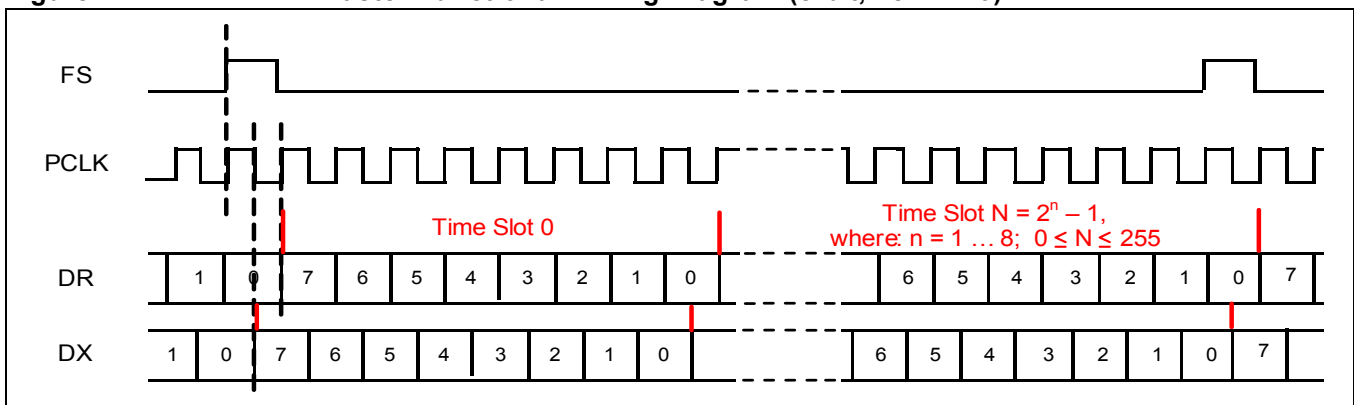 FS
PCLK
Time Slot 0
Time Slot N = 2ⁿ – 1,
where: n = 1 … 8; 0 ≤ N ≤ 255
DR 1 0 7 6 5 4 3 2 1 0 6 5 4 3 2 1 0 7
DX 1 0 7 6 5 4 3 2 1 0 6 5 4 3 2 1 0 7